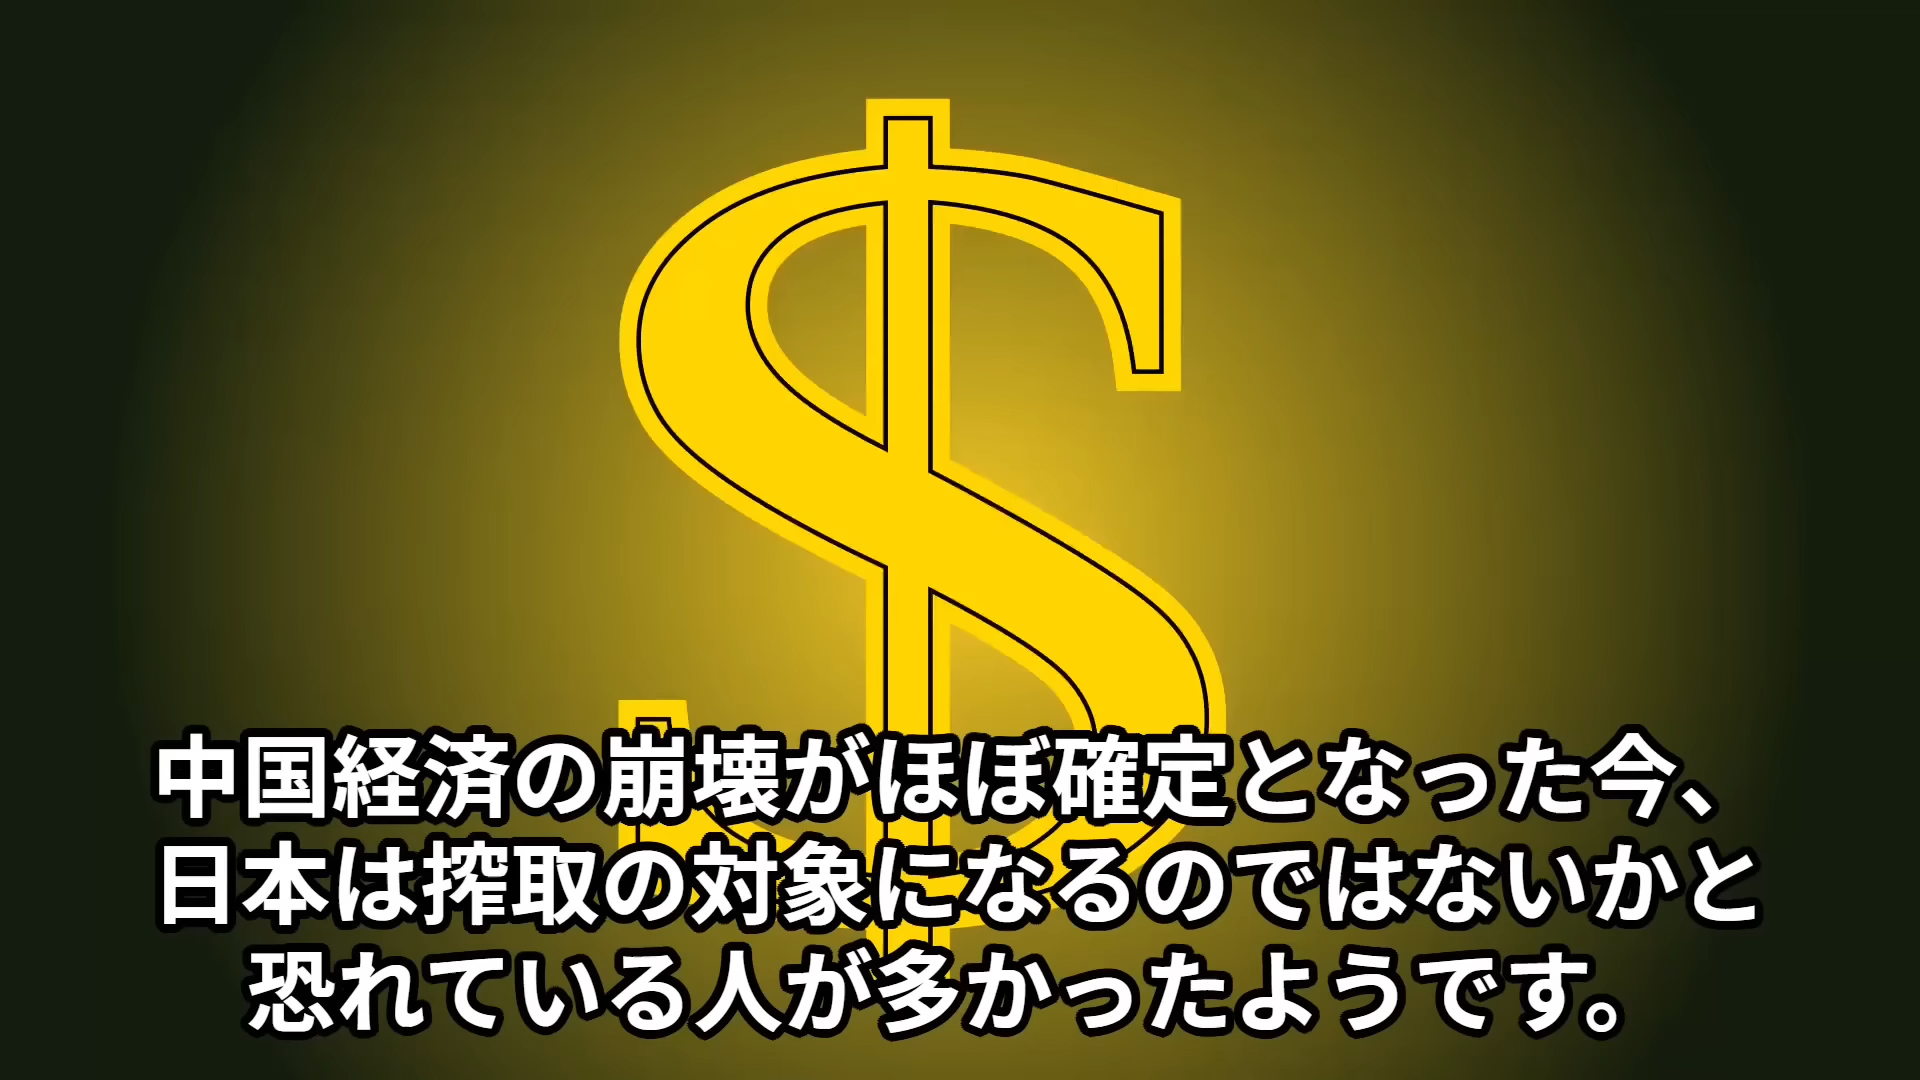 中国経済の崩壊がほぼ確定となった今、
日本は搾取の対象になるのではないかと
恐れている人が多かったようです。